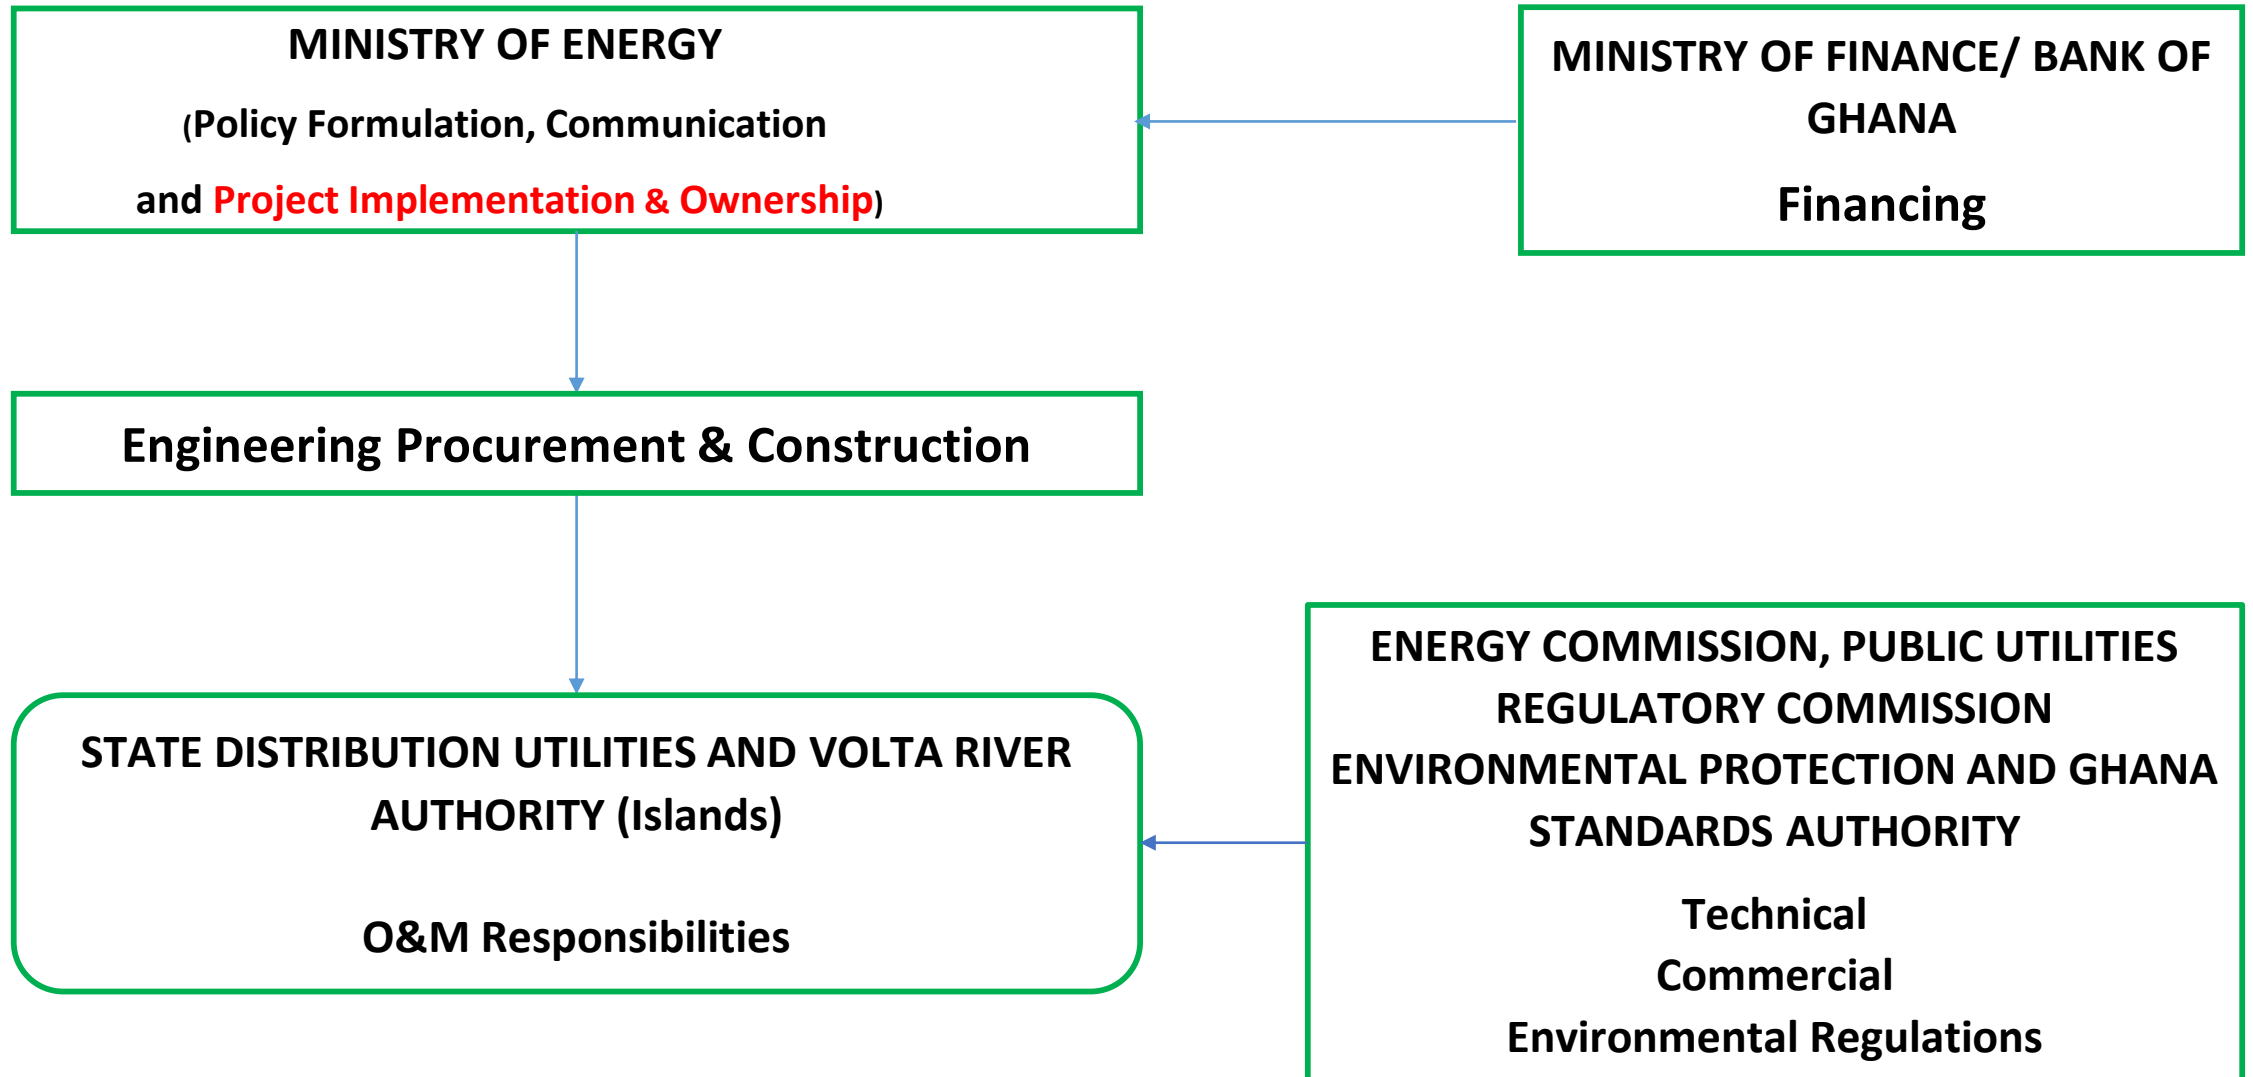 MINISTRY OF ENERGY
(Policy Formulation, Communication
and Project Implementation & Ownership)
MINISTRY OF FINANCE/ BANK OF
GHANA
Financing
Engineering Procurement & Construction
STATE DISTRIBUTION UTILITIES AND VOLTA RIVER
AUTHORITY (Islands)
O&M Responsibilities
ENERGY COMMISSION, PUBLIC UTILITIES
REGULATORY COMMISSION
ENVIRONMENTAL PROTECTION AND GHANA
STANDARDS AUTHORITY
Technical
Commercial
Environmental Regulations